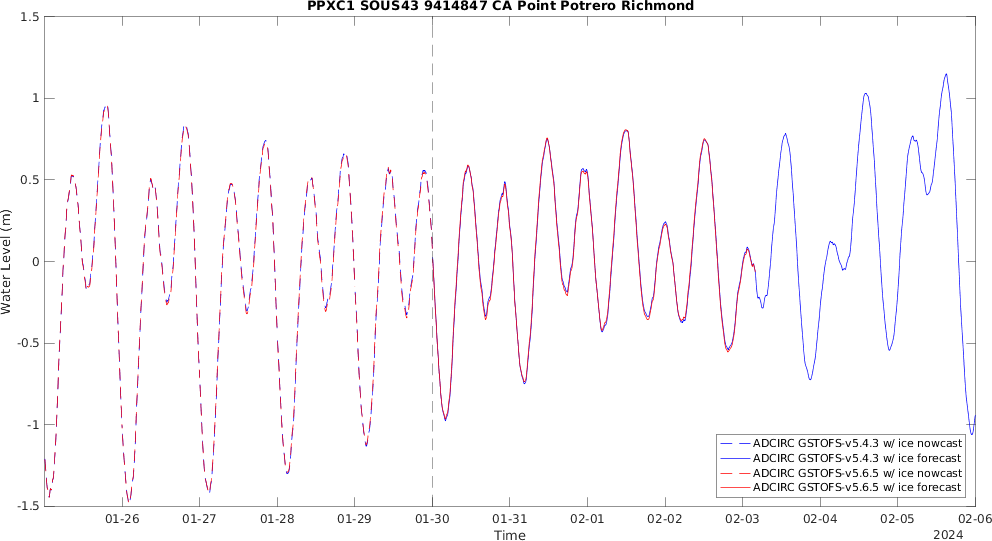 PPXC1 SOUS43 9414847 CA Point Potrero Richmond
1.5
1
0.5
0
-0.5
-1
-1.5
Water Level (m)
01-26 01-27 01-28 01-29 01-30 01-31 02-01 02-02 02-03 02-04 02-05 02-06
Time
2024
ADCIRC GSTOFS-v5.4.3 w/ ice nowcast
ADCIRC GSTOFS-v5.4.3 w/ ice forecast
ADCIRC GSTOFS-v5.6.5 w/ ice nowcast
ADCIRC GSTOFS-v5.6.5 w/ ice forecast